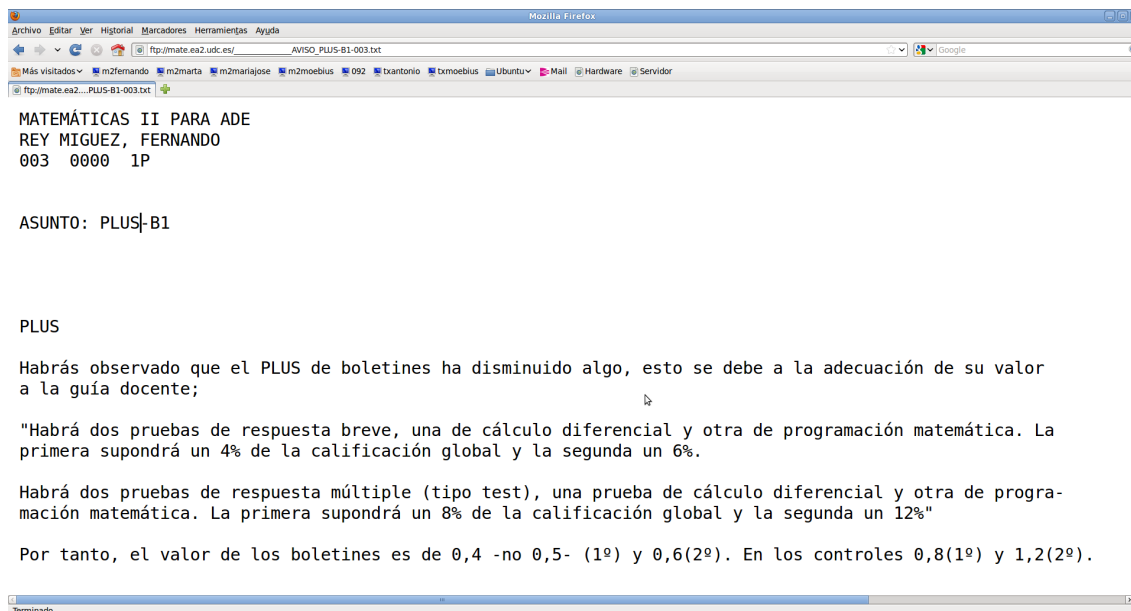 Mozilla Firefox
Archivo Editar Ver Historial Marcadores Herramientas Ayuda
ftp://mate.ea2.udc.es/____________AVISO_PLUS-B1-003.txt
Google
Más visitados m2fernando m2marta m2mariajose m2moebius 092 txantonio txmoebius Ubuntu Mail Hardware Servidor
ftp://mate.ea2....PLUS-B1-003.txt
MATEMÁTICAS II PARA ADE
REY MIGUEZ, FERNANDO
003 0000 1P
ASUNTO: PLUS-B1
PLUS
Habrás observado que el PLUS de boletines ha disminuido algo, esto se debe a la adecuación de su valor
a la guía docente;
"Habrá dos pruebas de respuesta breve, una de cálculo diferencial y otra de programación matemática. La
primera supondrá un 4% de la calificación global y la segunda un 6%.
Habrá dos pruebas de respuesta múltiple (tipo test), una prueba de cálculo diferencial y otra de progra-
mación matemática. La primera supondrá un 8% de la calificación global y la segunda un 12%"
Por tanto, el valor de los boletines es de 0,4 -no 0,5- (1º) y 0,6(2º). En los controles 0,8(1º) y 1,2(2º).
Terminado